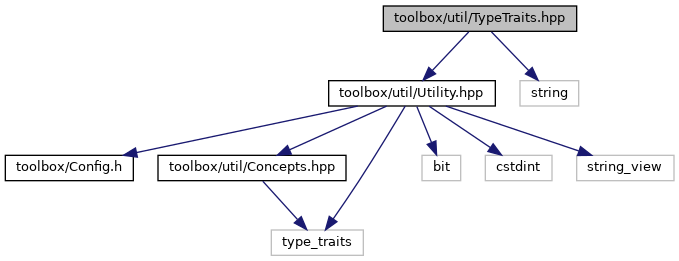 toolbox/util/TypeTraits.hpp
toolbox/util/Utility.hpp
string
toolbox/Config.h
toolbox/util/Concepts.hpp
bit
cstdint
string_view
type_traits